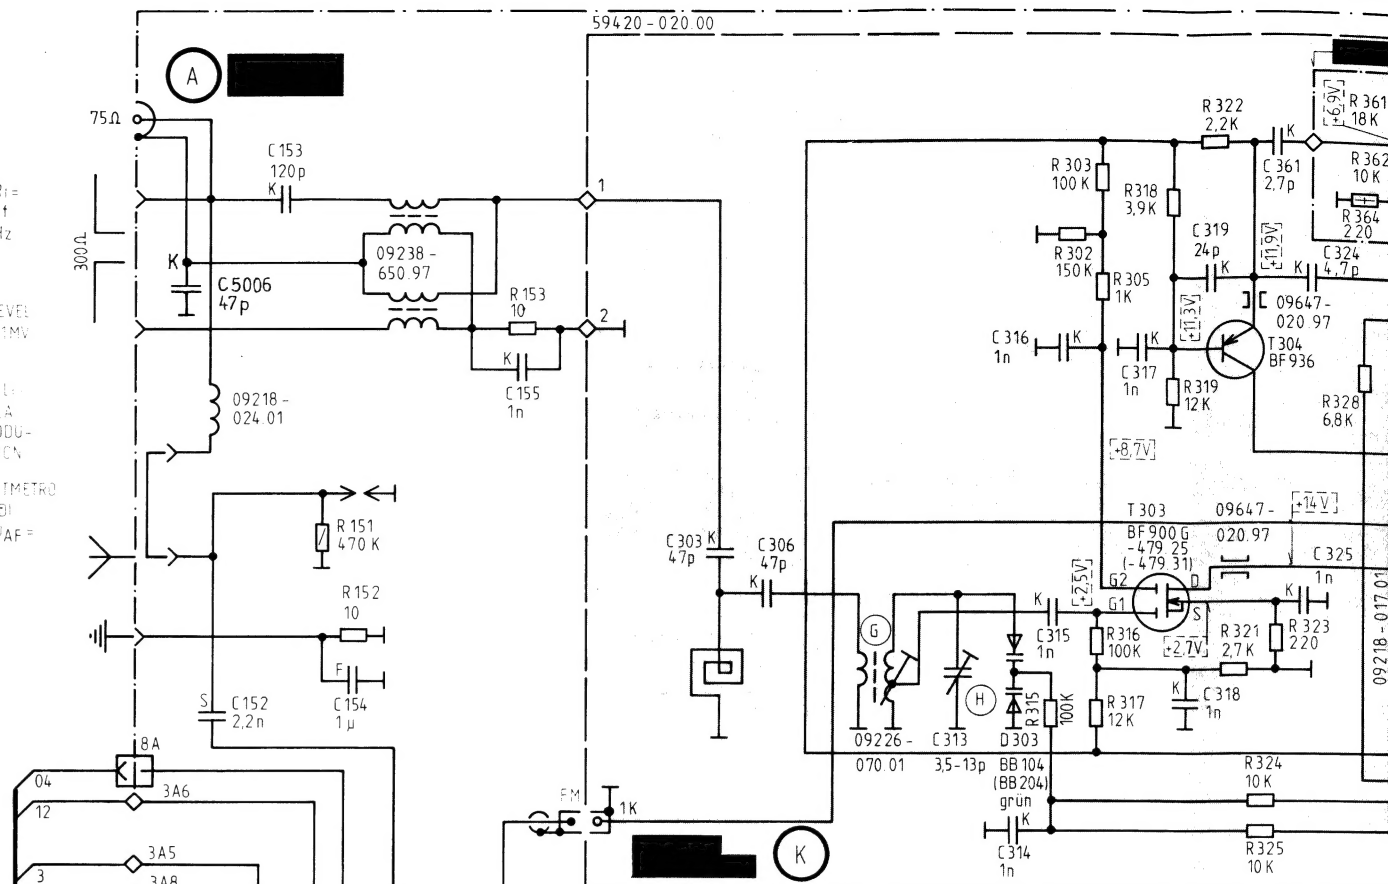 59420-020.00
A
75Ω
C153
120p
K
1
300Ω
K
C5006
47p
09238-
650.97
R153
10
2
K
C155
1n
09218-
024.01
R151
470K
R152
10
F
C154
1µ
S
C152
2,2n
8A
04
3A6
12
3A5
3
3A8
FM
1K
K
R322
2,2K
K
C361
2,7p
+6,9V
R361
18K
R362
10K
R364
220
R303
100K
R318
3,9K
R302
150K
C319
24p
K
+11,9V
K
C324
4,7p
R305
1K
+11,3V
09647-
020.97
C316
1n
K
K
C317
1n
T304
BF936
R319
12K
R328
6,8K
+8,7V
T303
BF900G
-479.25
(-479.31)
09647-
020.97
+14V
C325
1n
K
C303
47p
K
C306
47p
K
+2,5V
G2
G1
D
S
K
C315
1n
G
H
R316
100K
+2,7V
R321
2,7K
R323
220
K
C318
1n
R317
12K
R315
100K
09226-
070.01
C313
3,5-13p
D303
BB104
(BB204)
grün
K
C314
1n
R324
10K
R325
10K
09218-017.01
EVEL
1MV
ODU-